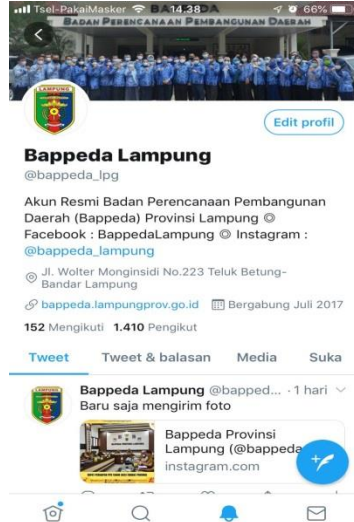 Tsel-PakaiMasker 14.38 66%
BADAN PERENCANAAN PEMBANGUNAN DAERAH
LAMPUNG
Edit profil
Bappeda Lampung
@bappeda_lpg
Akun Resmi Badan Perencanaan Pembangunan
Daerah (Bappeda) Provinsi Lampung ©
Facebook : BappedaLampung © Instagram :
@bappeda_lampung
Jl. Wolter Monginsidi No.223 Teluk Betung-
Bandar Lampung
bappeda.lampungprov.go.id Bergabung Juli 2017
152 Mengikuti 1.410 Pengikut
Tweet Tweet & balasan Media Suka
Bappeda Lampung @bapped... · 1 hari
Baru saja mengirim foto
Bappeda Provinsi
Lampung (@bappeda
instagram.com